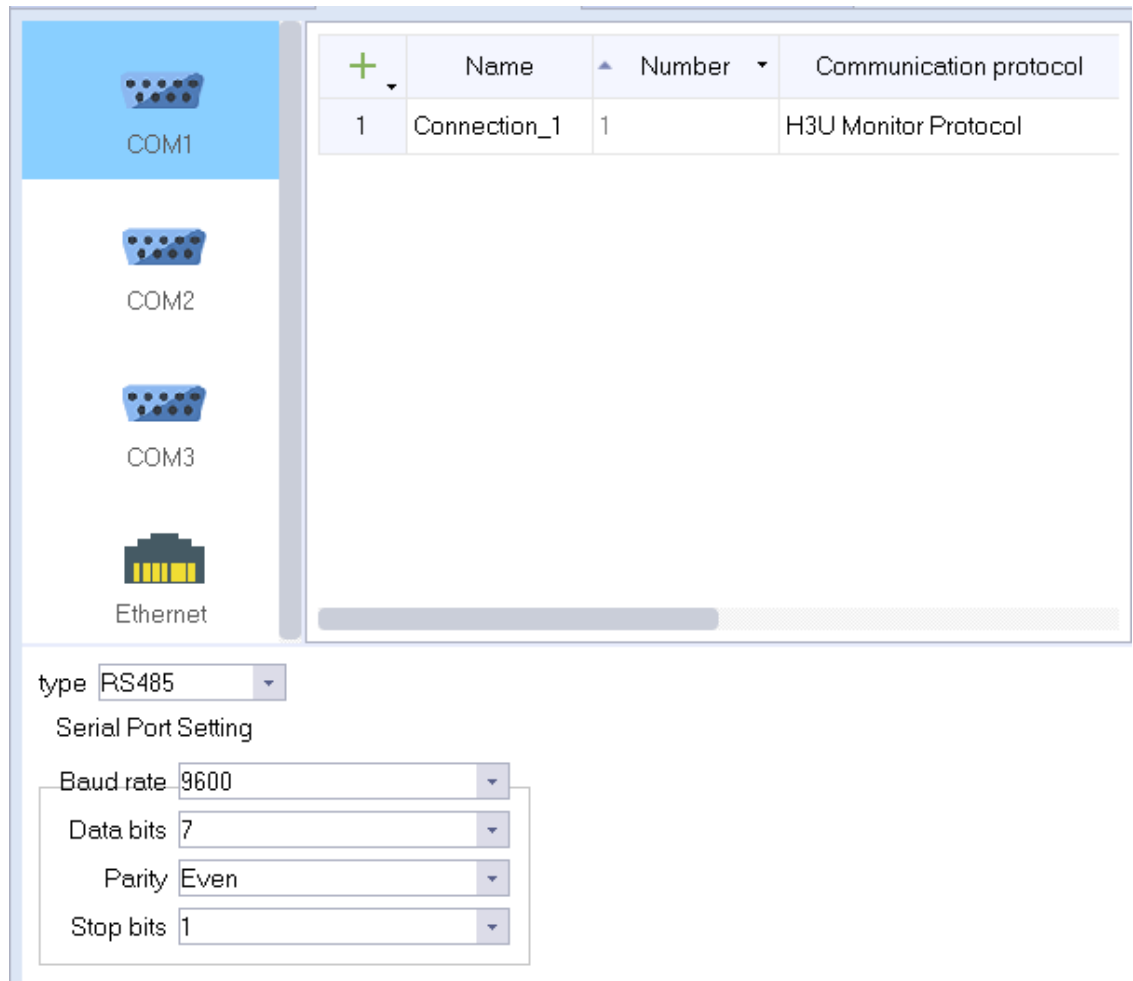 COM1
COM2
COM3
Ethernet
Name Number Communication protocol
1 Connection_1 1 H3U Monitor Protocol
type RS485
Serial Port Setting
Baud rate 9600
Data bits 7
Parity Even
Stop bits 1